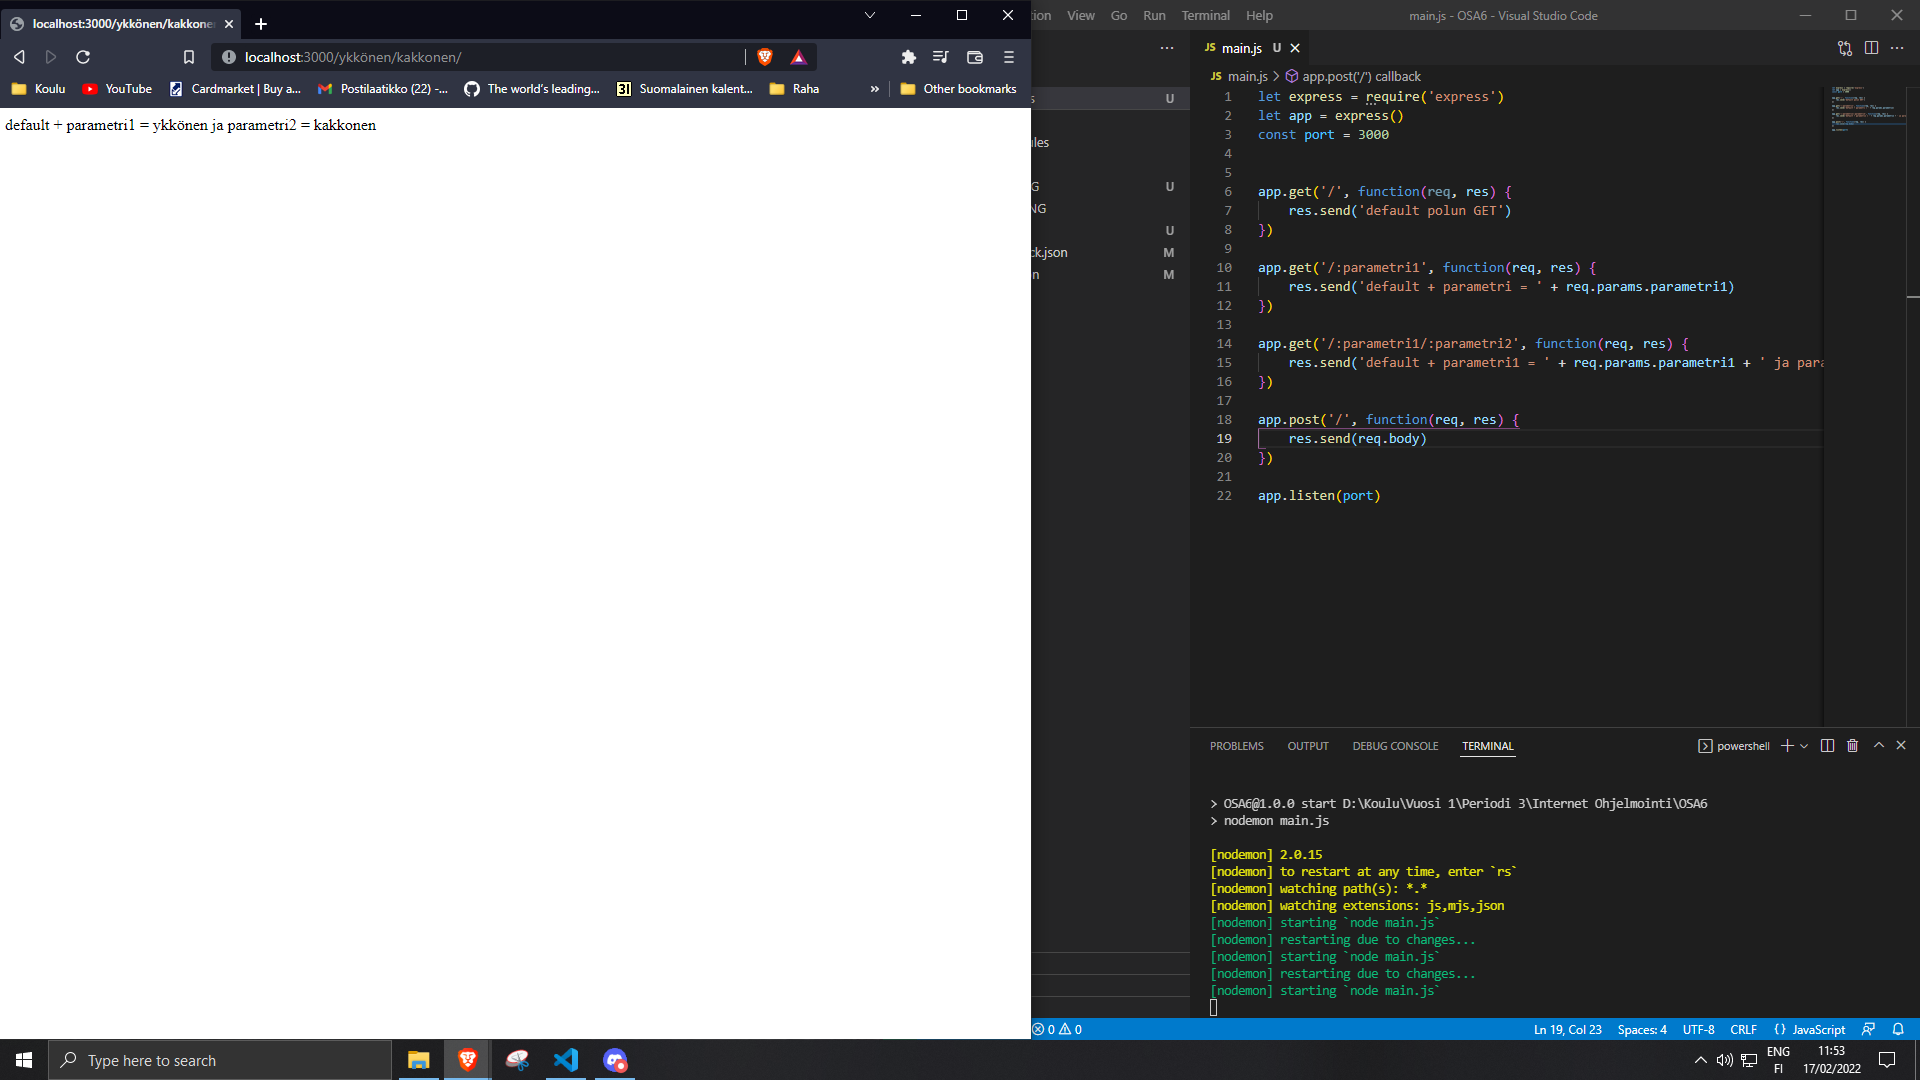 localhost:3000/ykkönen/kakkone
localhost:3000/ykkönen/kakkonen/
Koulu
YouTube
Cardmarket | Buy a...
Postilaatikko (22) -...
The world's leading...
31
Suomalainen kalent...
Raha
»
Other bookmarks
default + parametri1 = ykkönen ja parametri2 = kakkonen
tion View Go Run Terminal Help
main.js - OSA6 - Visual Studio Code
s U
ules
G U
NG
U
ck.json M
n M
JS main.js U
JS main.js > app.post('/') callback
1 let express = require('express')
2 let app = express()
3 const port = 3000
4
5
6 app.get('/', function(req, res) {
7 res.send('default polun GET')
8 })
9
10 app.get('/:parametri1', function(req, res) {
11 res.send('default + parametri = ' + req.params.parametri1)
12 })
13
14 app.get('/:parametri1/:parametri2', function(req, res) {
15 res.send('default + parametri1 = ' + req.params.parametri1 + ' ja para
16 })
17
18 app.post('/', function(req, res) {
19 res.send(req.body)
20 })
21
22 app.listen(port)
PROBLEMS OUTPUT DEBUG CONSOLE TERMINAL
powershell
> OSA6@1.0.0 start D:\Koulu\Vuosi 1\Periodi 3\Internet Ohjelmointi\OSA6
> nodemon main.js
[nodemon] 2.0.15
[nodemon] to restart at any time, enter `rs`
[nodemon] watching path(s): *.*
[nodemon] watching extensions: js,mjs,json
[nodemon] starting `node main.js`
[nodemon] restarting due to changes...
[nodemon] starting `node main.js`
[nodemon] restarting due to changes...
[nodemon] starting `node main.js`
0 0
Ln 19, Col 23 Spaces: 4 UTF-8 CRLF {} JavaScript
Type here to search
ENG
FI
11:53
17/02/2022